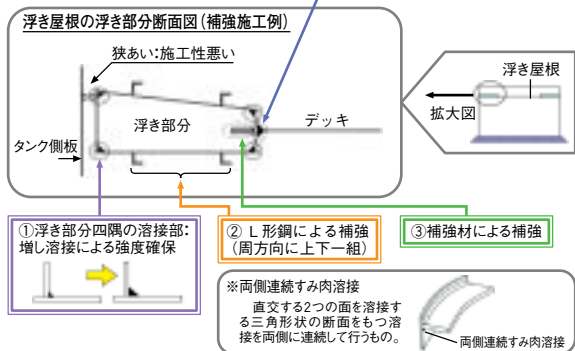 浮き屋根の浮き部分断面図(補強施工例)
狭あい:施工性悪い
浮き部分
デッキ
タンク側板
浮き屋根
拡大図
①浮き部分四隅の溶接部:
増し溶接による強度確保
② L形鋼による補強
(周方向に上下一組)
③補強材による補強
※両側連続すみ肉溶接
直交する2つの面を溶接す
る三角形状の断面をもつ溶
接を両側に連続して行うもの。
両側連続すみ肉溶接